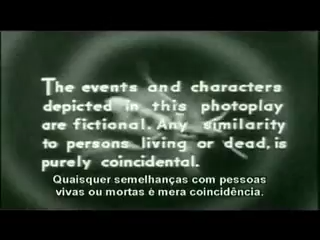 The events and characters
depicted in this photoplay
are fictional. Any similarity
to persons living or dead, is
purely coincidental.
Quaisquer semelhanças com pessoas
vivas ou mortas é mera coincidência.